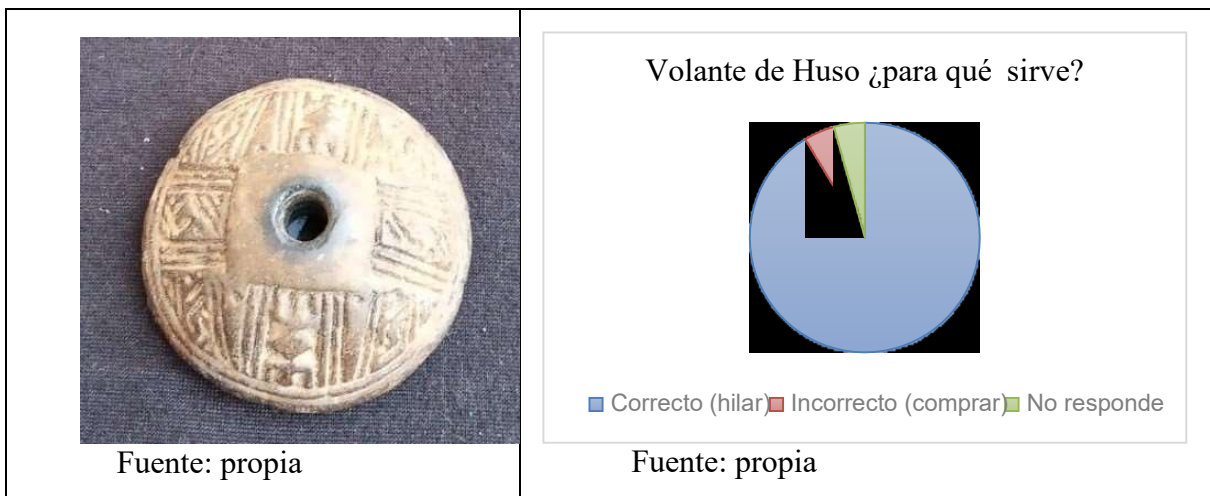 Volante de Huso ¿para qué sirve?
Correcto (hilar) Incorrecto (comprar) No responde
Fuente: propia
Fuente: propia